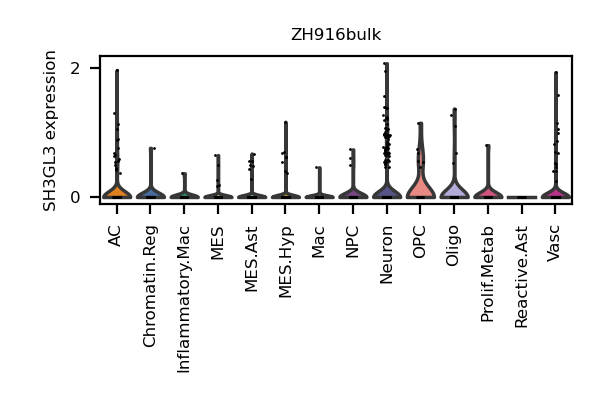 ZH916bulk
SH3GL3 expression
2
0
AC
Chromatin.Reg
Inflammatory.Mac
MES
MES.Ast
MES.Hyp
Mac
NPC
Neuron
OPC
Oligo
Prolif.Metab
Reactive.Ast
Vasc